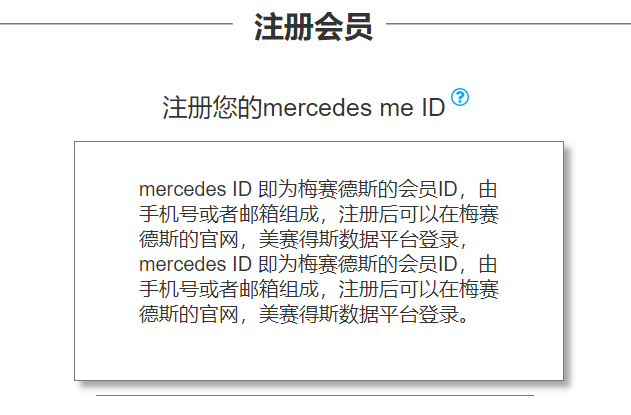 注册会员
注册您的mercedes me ID ?
mercedes ID 即为梅赛德斯的会员ID，由
手机号或者邮箱组成，注册后可以在梅赛
德斯的官网，美赛得斯数据平台登录，
mercedes ID 即为梅赛德斯的会员ID，由
手机号或者邮箱组成，注册后可以在梅赛
德斯的官网，美赛得斯数据平台登录。